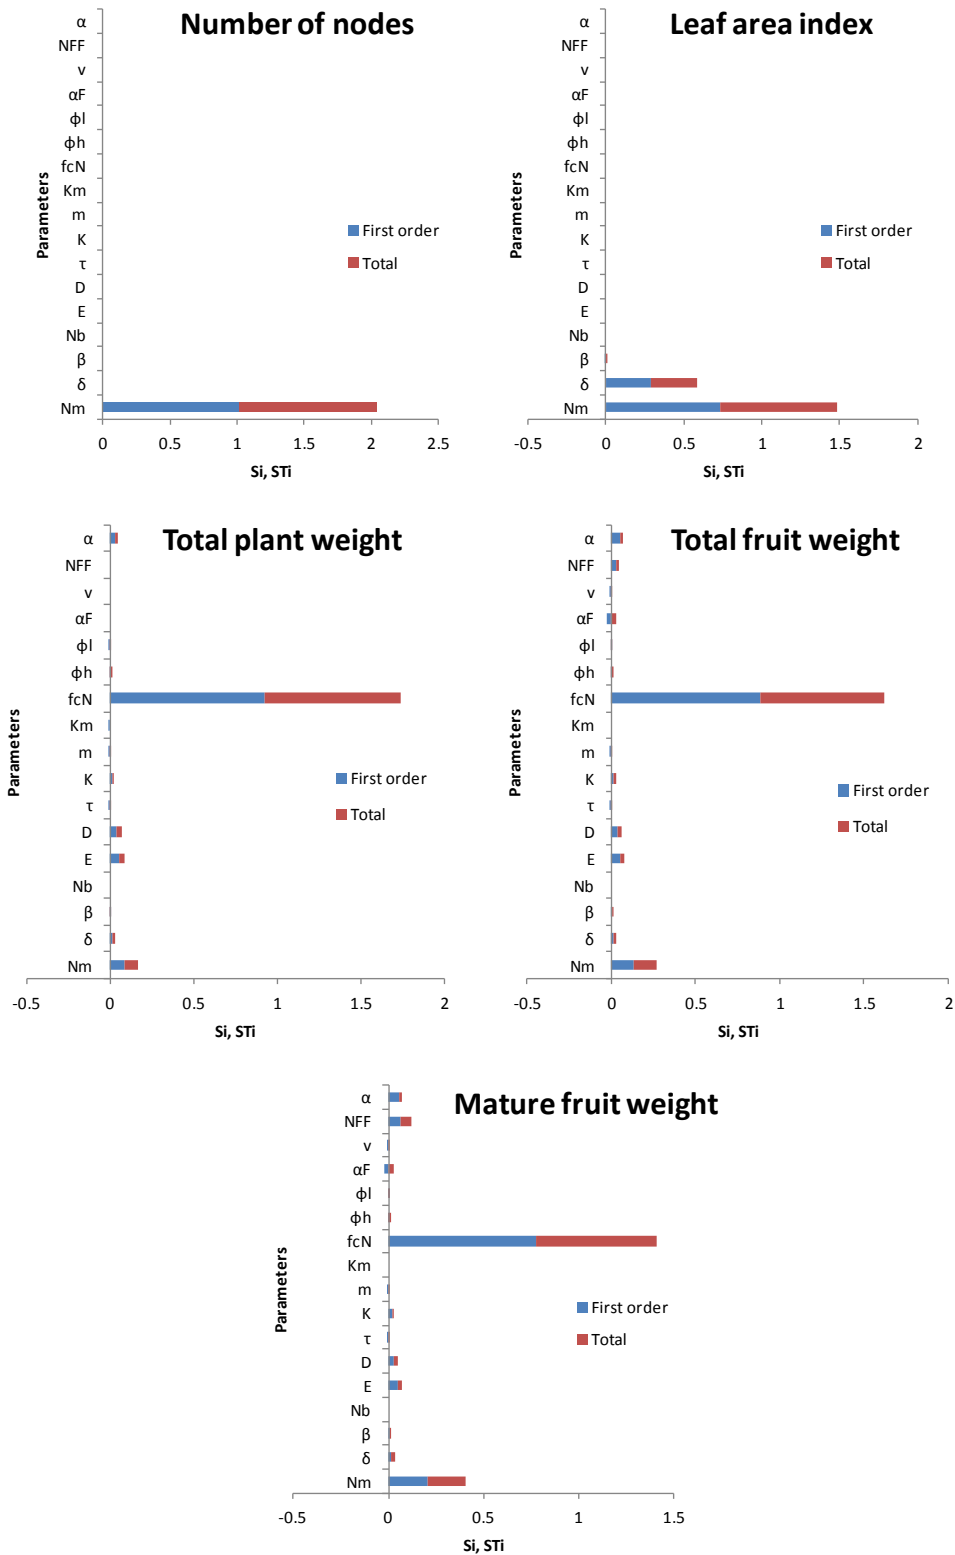 Number of nodes
α
NFF
v
αF
ϕl
ϕh
fcN
Km
m
K
τ
D
E
Nb
β
δ
Nm
Parameters
First order
Total
0 0.5 1 1.5 2 2.5
Si, STi
Leaf area index
α
NFF
v
αF
ϕl
ϕh
fcN
Km
m
K
τ
D
E
Nb
β
δ
Nm
Parameters
First order
Total
-0.5 0 0.5 1 1.5 2
Si, STi
Total plant weight
α
NFF
v
αF
ϕl
ϕh
fcN
Km
m
K
τ
D
E
Nb
β
δ
Nm
Parameters
First order
Total
-0.5 0 0.5 1 1.5 2
Si, STi
Total fruit weight
α
NFF
v
αF
ϕl
ϕh
fcN
Km
m
K
τ
D
E
Nb
β
δ
Nm
Parameters
First order
Total
-0.5 0 0.5 1 1.5 2
Si, STi
Mature fruit weight
α
NFF
v
αF
ϕl
ϕh
fcN
Km
m
K
τ
D
E
Nb
β
δ
Nm
Parameters
First order
Total
-0.5 0 0.5 1 1.5
Si, STi